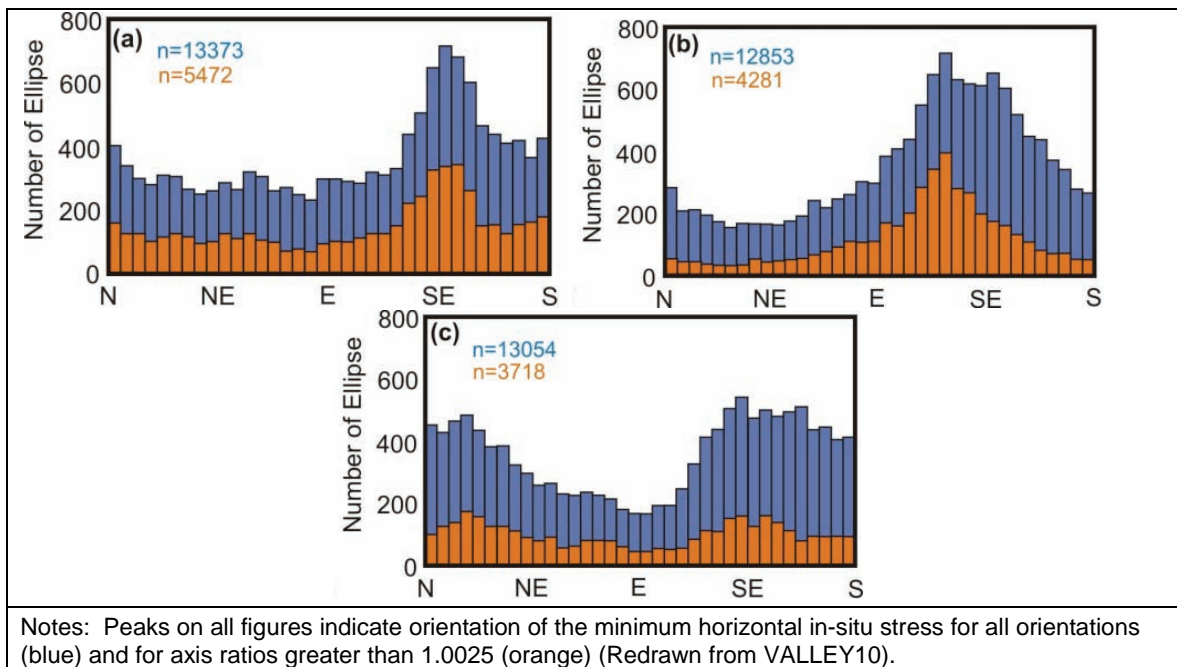 (a)
n=13373
n=5472
Number of Ellipse
800
600
400
200
0
N NE E SE S
(b)
n=12853
n=4281
Number of Ellipse
800
600
400
200
0
N NE E SE S
(c)
n=13054
n=3718
Number of Ellipse
800
600
400
200
0
N NE E SE S
Notes: Peaks on all figures indicate orientation of the minimum horizontal in-situ stress for all orientations
(blue) and for axis ratios greater than 1.0025 (orange) (Redrawn from VALLEY10).